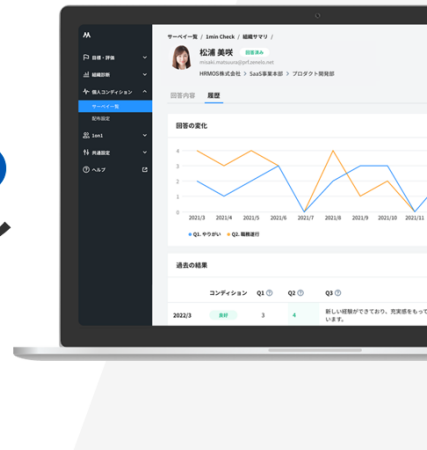 サーベイ一覧 / 1min Check / 組織サマリ /
松浦 美咲 回答済み
misaki.matsuura@prf.senels.net
HRMOS株式会社 > SaaS事業本部 > プロダクト開発部
回答内容 履歴
目標・評価
組織診断
個人コンディション
サーベイ一覧
配布設定
1on1
共通設定
ヘルプ
回答の変化
4
3
2
1
0
2021/3 2021/4 2021/5 2021/6 2021/7 2021/8 2021/9 2021/10 2021/11
Q1. やりがい Q2. 職務遂行
過去の結果
コンディション Q1 Q2 Q3
2022/3 良好 3 4 新しい経験ができており、充実感をもって
います。